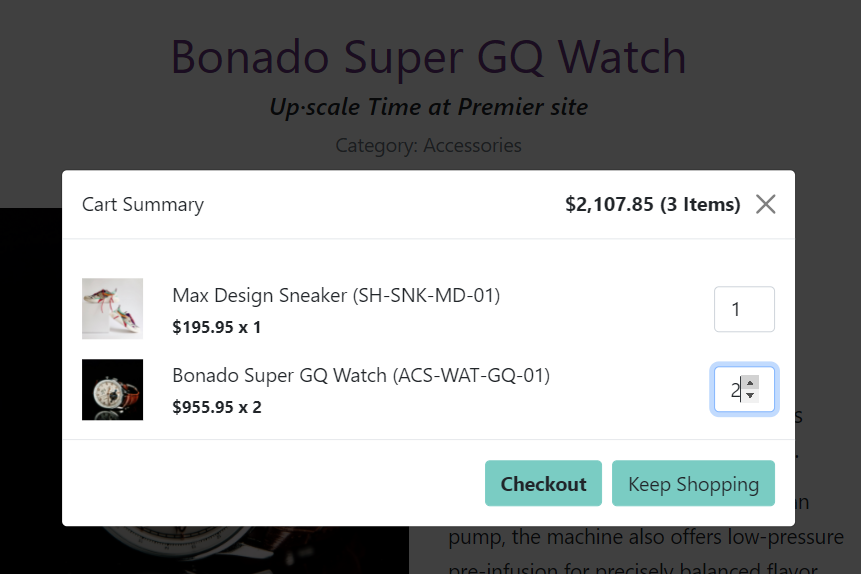 Bonado Super GQ Watch
Up·scale Time at Premier site
Category: Accessories
Cart Summary
$2,107.85 (3 Items)
Max Design Sneaker (SH-SNK-MD-01)
$195.95 x 1
1
Bonado Super GQ Watch (ACS-WAT-GQ-01)
$955.95 x 2
2
Checkout
Keep Shopping
pump, the machine also offers low-pressure
pre-infusion for precisely balanced flavor